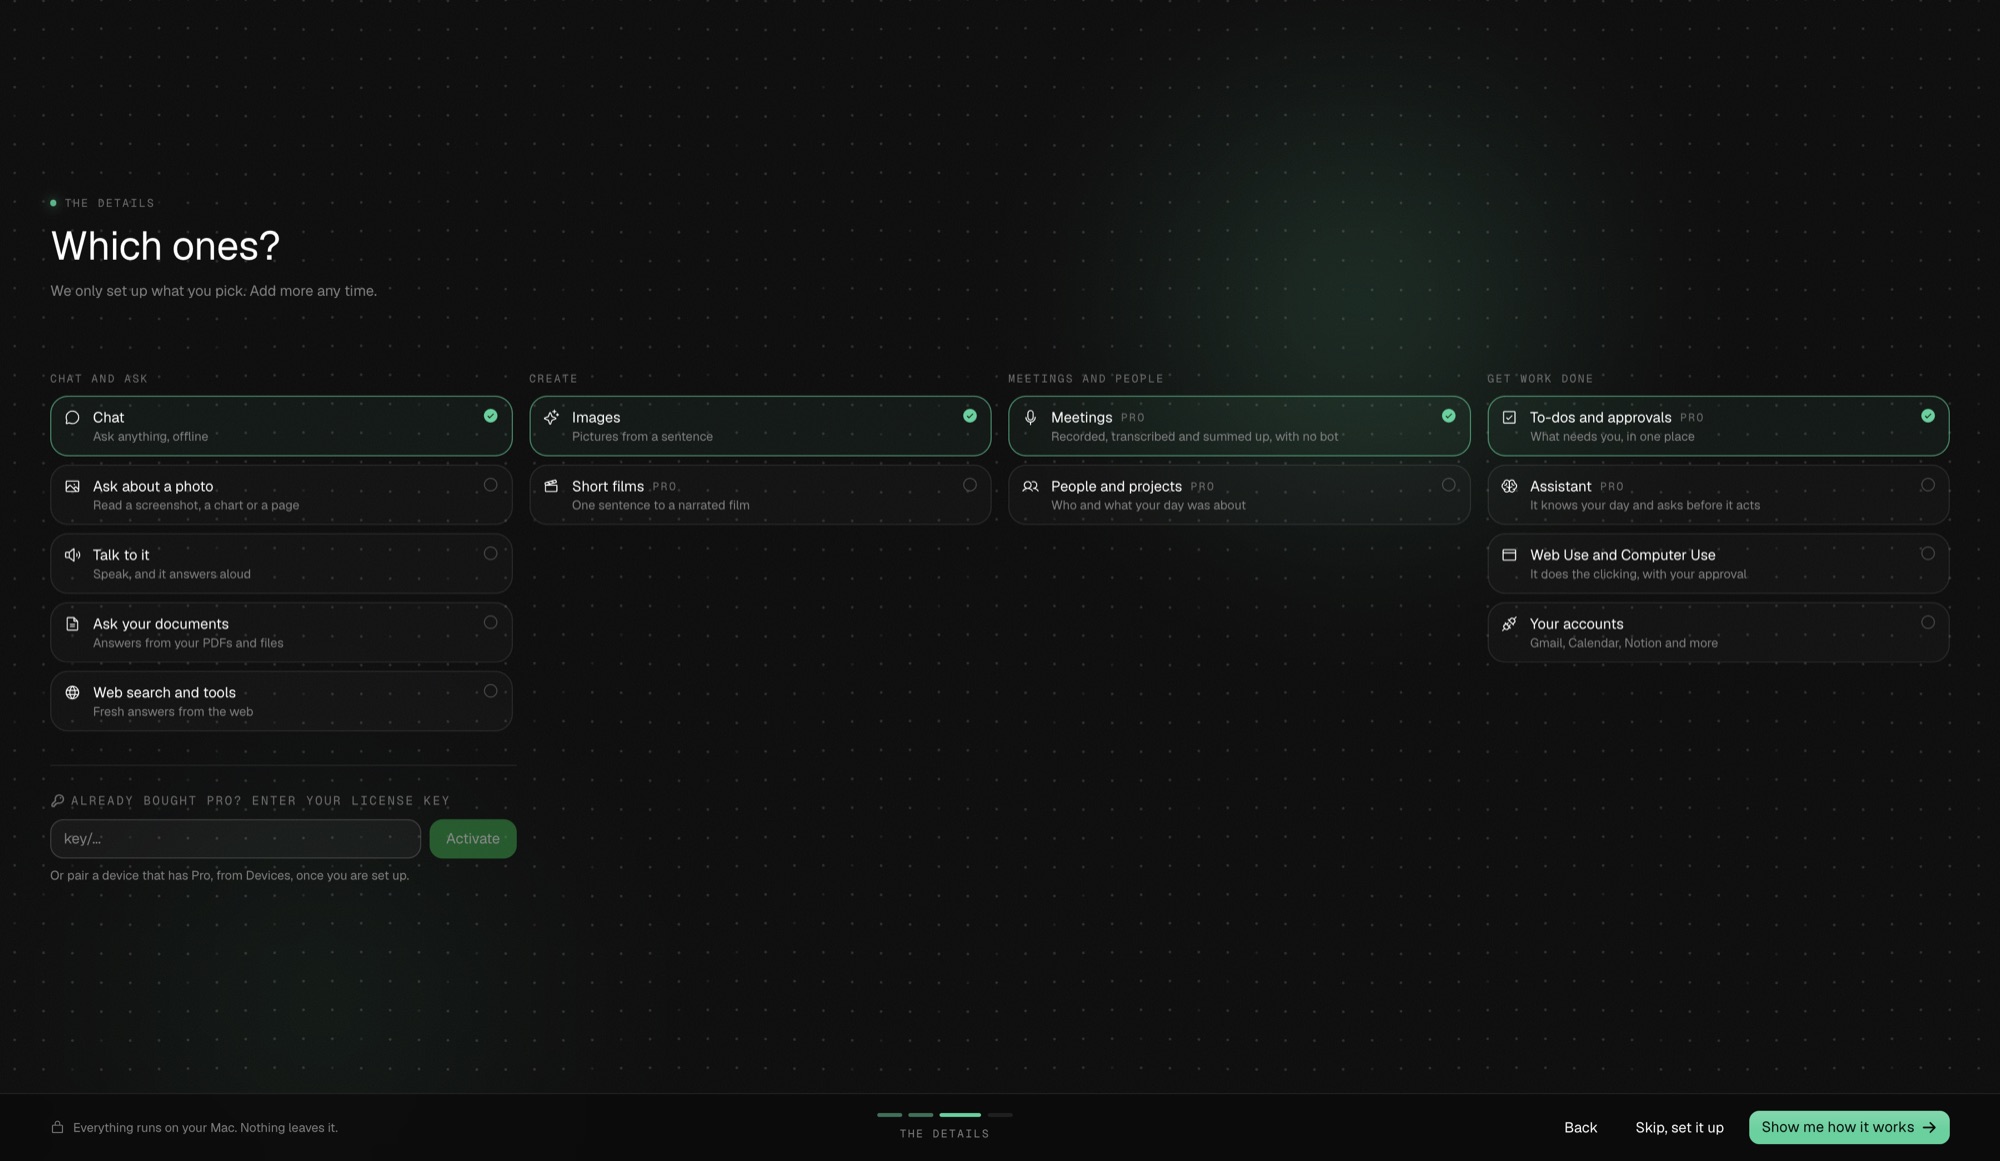 THE DETAILS
Which ones?
We only set up what you pick. Add more any time.
CHAT AND ASK
Chat
Ask anything, offline
Ask about a photo
Read a screenshot, a chart or a page
Talk to it
Speak, and it answers aloud
Ask your documents
Answers from your PDFs and files
Web search and tools
Fresh answers from the web
CREATE
Images
Pictures from a sentence
Short films PRO
One sentence to a narrated film
MEETINGS AND PEOPLE
Meetings PRO
Recorded, transcribed and summed up, with no bot
People and projects PRO
Who and what your day was about
GET WORK DONE
To-dos and approvals PRO
What needs you, in one place
Assistant PRO
It knows your day and asks before it acts
Web Use and Computer Use
It does the clicking, with your approval
Your accounts
Gmail, Calendar, Notion and more
ALREADY BOUGHT PRO? ENTER YOUR LICENSE KEY
key/...
Activate
Or pair a device that has Pro, from Devices, once you are set up.
Everything runs on your Mac. Nothing leaves it.
THE DETAILS
Back
Skip, set it up
Show me how it works →